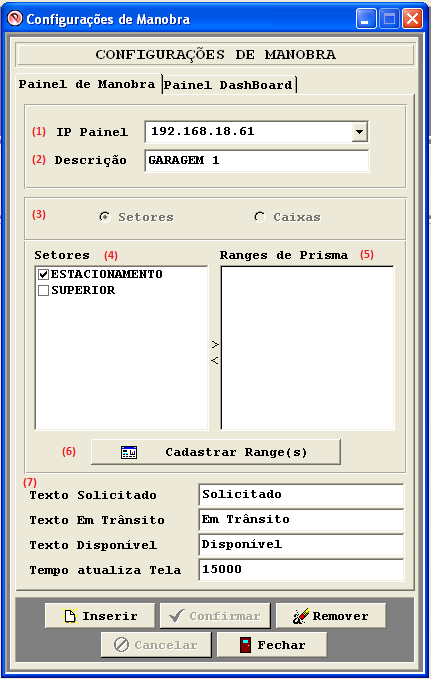 Configurações de Manobra
CONFIGURAÇÕES DE MANOBRA
Painel de Manobra Painel DashBoard
(1) IP Painel 192.168.18.61
(2) Descrição GARAGEM 1
(3) Setores Caixas
Setores (4) Ranges de Prisma (5)
ESTACIONAMENTO
SUPERIOR
>
<
(6) Cadastrar Range(s)
(7)
Texto Solicitado Solicitado
Texto Em Trânsito Em Trânsito
Texto Disponível Disponível
Tempo atualiza Tela 15000
Inserir Confirmar Remover
Cancelar Fechar